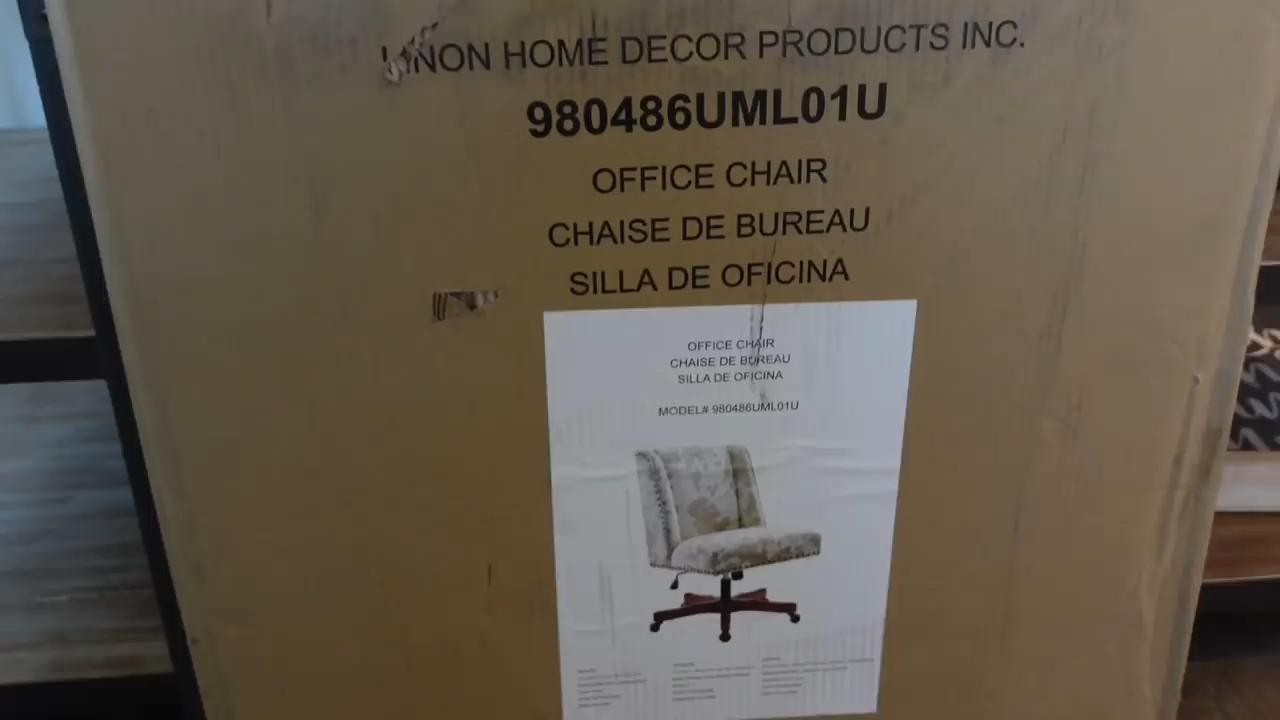 LINON HOME DECOR PRODUCTS INC.
980486UML01U
OFFICE CHAIR
CHAISE DE BUREAU
SILLA DE OFICINA
OFFICE CHAIR
CHAISE DE BUREAU
SILLA DE OFICINA
MODEL# 980486UML01U